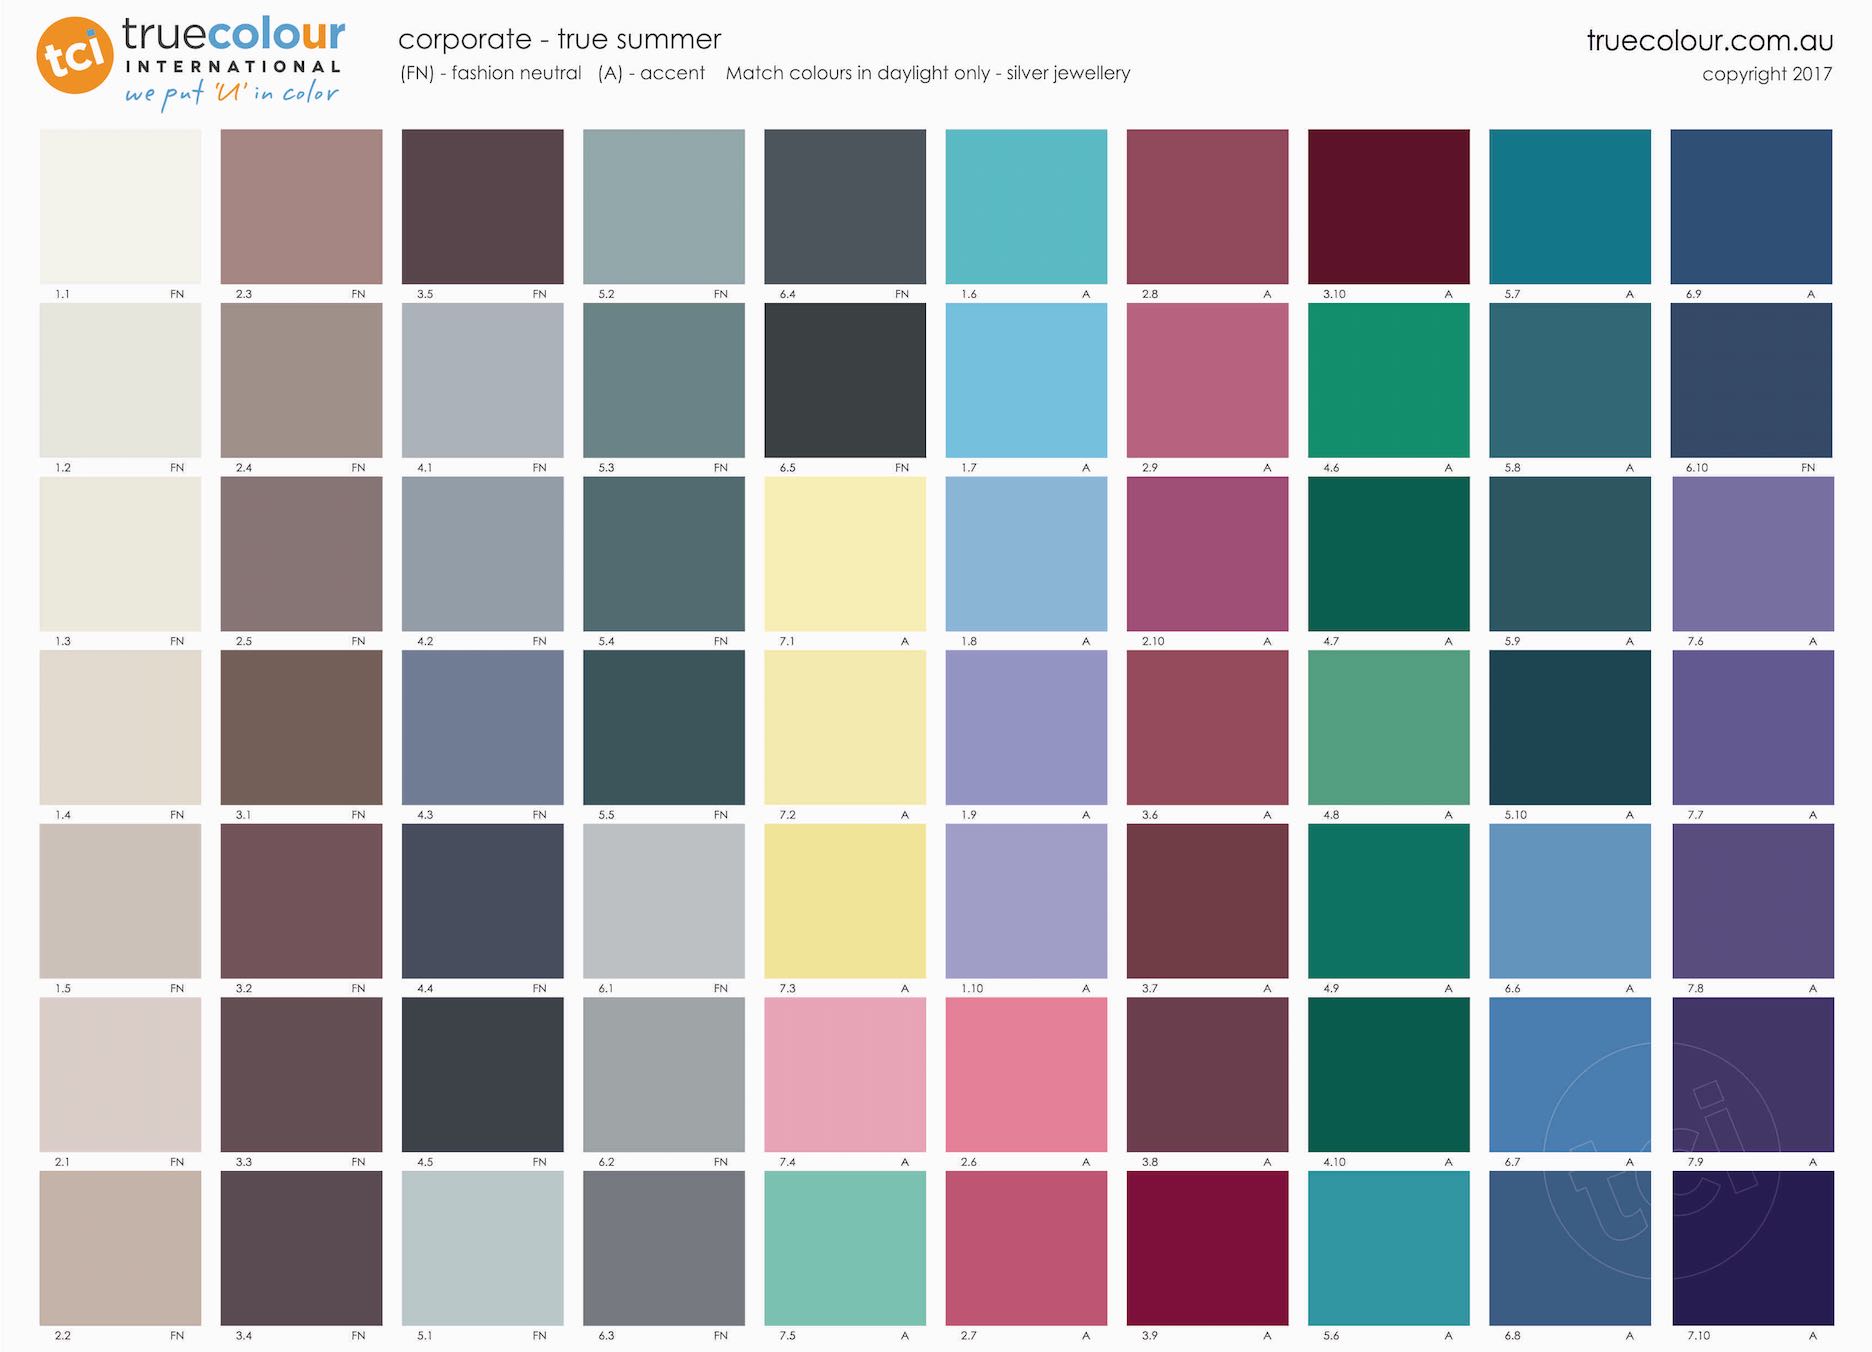 tci truecolour
INTERNATIONAL
we put 'U' in color
corporate - true summer
(FN) - fashion neutral (A) - accent Match colours in daylight only - silver jewellery
truecolour.com.au
copyright 2017
1.1 FN 2.3 FN 3.5 FN 5.2 FN 6.4 FN 1.6 A 2.8 A 3.10 A 5.7 A 6.9 A
1.2 FN 2.4 FN 4.1 FN 5.3 FN 6.5 FN 1.7 A 2.9 A 4.6 A 5.8 A 6.10 FN
1.3 FN 2.5 FN 4.2 FN 5.4 FN 7.1 A 1.8 A 2.10 A 4.7 A 5.9 A 7.6 A
1.4 FN 3.1 FN 4.3 FN 5.5 FN 7.2 A 1.9 A 3.6 A 4.8 A 5.10 A 7.7 A
1.5 FN 3.2 FN 4.4 FN 6.1 FN 7.3 A 1.10 A 3.7 A 4.9 A 6.6 A 7.8 A
2.1 FN 3.3 FN 4.5 FN 6.2 FN 7.4 A 2.6 A 3.8 A 4.10 A 6.7 A 7.9 A
tci
2.2 FN 3.4 FN 5.1 FN 6.3 FN 7.5 A 2.7 A 3.9 A 5.6 A 6.8 A 7.10 A